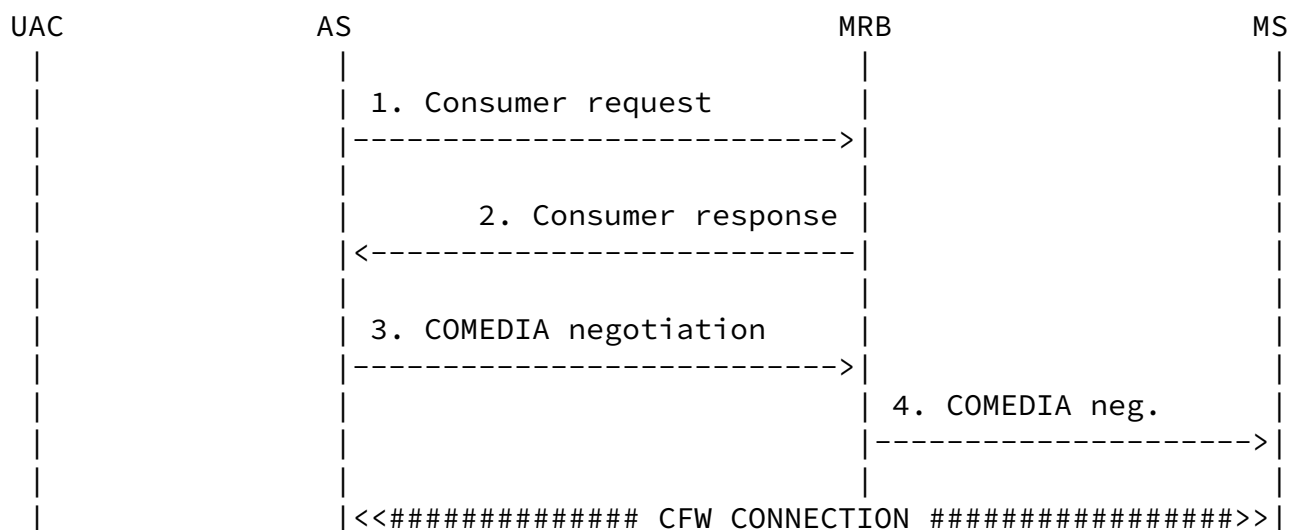 UAC AS MRB MS
1. Consumer request
2. Consumer response
3. COMEDIA negotiation
4. COMEDIA neg.
<<############## CFW CONNECTION #################>>